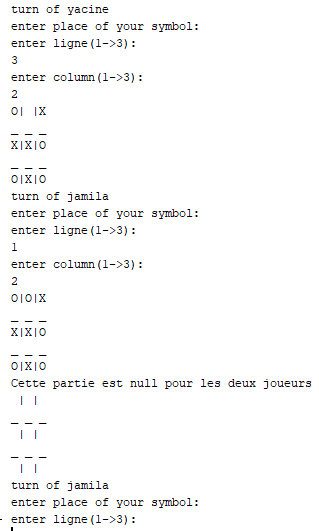 turn of yacine
enter place of your symbol:
enter ligne(1->3):
3
enter column(1->3):
2
O| |X
_ _ _
X|X|O
_ _ _
O|X|O
turn of jamila
enter place of your symbol:
enter ligne(1->3):
1
enter column(1->3):
2
O|O|X
_ _ _
X|X|O
_ _ _
O|X|O
Cette partie est null pour les deux joueurs
 | |
_ _ _
 | |
_ _ _
 | |
turn of jamila
enter place of your symbol:
enter ligne(1->3):